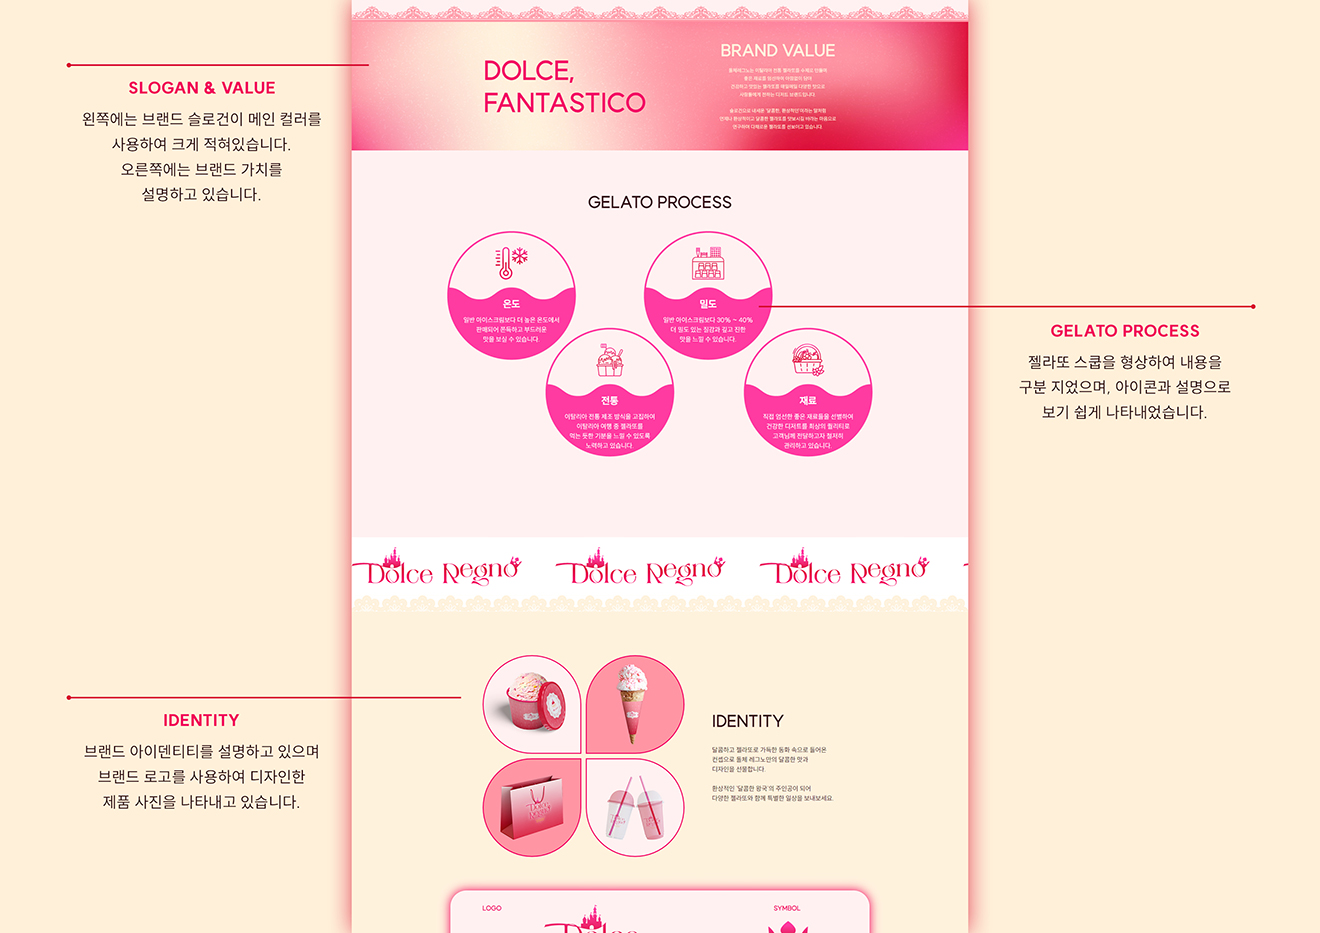 SLOGAN & VALUE
왼쪽에는 브랜드 슬로건이 메인 컬러를
사용하여 크게 적혀있습니다.
오른쪽에는 브랜드 가치를
설명하고 있습니다.
DOLCE,
FANTASTICO
BRAND VALUE
GELATO PROCESS
온도
일반 아이스크림보다 더 높은 온도에서
판매되어 쫀득하고 부드러운
맛을 보실 수 있습니다.
밀도
일반 아이스크림보다 30% ~ 40%
더 밀도 있는 질감과 깊고 진한
맛을 느낄 수 있습니다.
전통
이탈리아 전통 제조 방식을 고집하여
이탈리아 여행 중 젤라또를
먹는 듯한 기분을 느낄 수 있도록
노력하고 있습니다.
재료
직접 엄선한 좋은 재료들을 선별하여
건강한 디저트를 최상의 퀄리티로
고객님께 전달하고자 철저히
관리하고 있습니다.
GELATO PROCESS
젤라또 스쿱을 형상하여 내용을
구분 지었으며, 아이콘과 설명으로
보기 쉽게 나타내었습니다.
Dolce Regno
Dolce Regno
Dolce Regno
IDENTITY
브랜드 아이덴티티를 설명하고 있으며
브랜드 로고를 사용하여 디자인한
제품 사진을 나타내고 있습니다.
IDENTITY
달콤하고 젤라또로 가득한 동화 속으로 들어온
컨셉으로 돌체 레그노만의 달콤한 맛과
디자인을 선물합니다.
환상적인 '달콤한 왕국'의 주인공이 되어
다양한 젤라또와 함께 특별한 일상을 보내보세요.
LOGO
SYMBOL